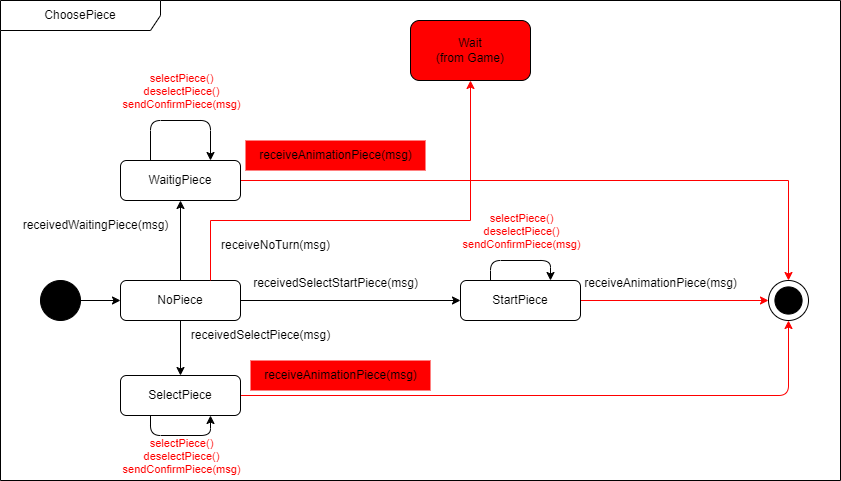 ChoosePiece
Wait
(from Game)
selectPiece()
deselectPiece()
sendConfirmPiece(msg)
receiveAnimationPiece(msg)
WaitigPiece
receivedWaitingPiece(msg)
receiveNoTurn(msg)
selectPiece()
deselectPiece()
sendConfirmPiece(msg)
NoPiece
receivedSelectStartPiece(msg)
StartPiece
receiveAnimationPiece(msg)
receivedSelectPiece(msg)
receiveAnimationPiece(msg)
SelectPiece
selectPiece()
deselectPiece()
sendConfirmPiece(msg)